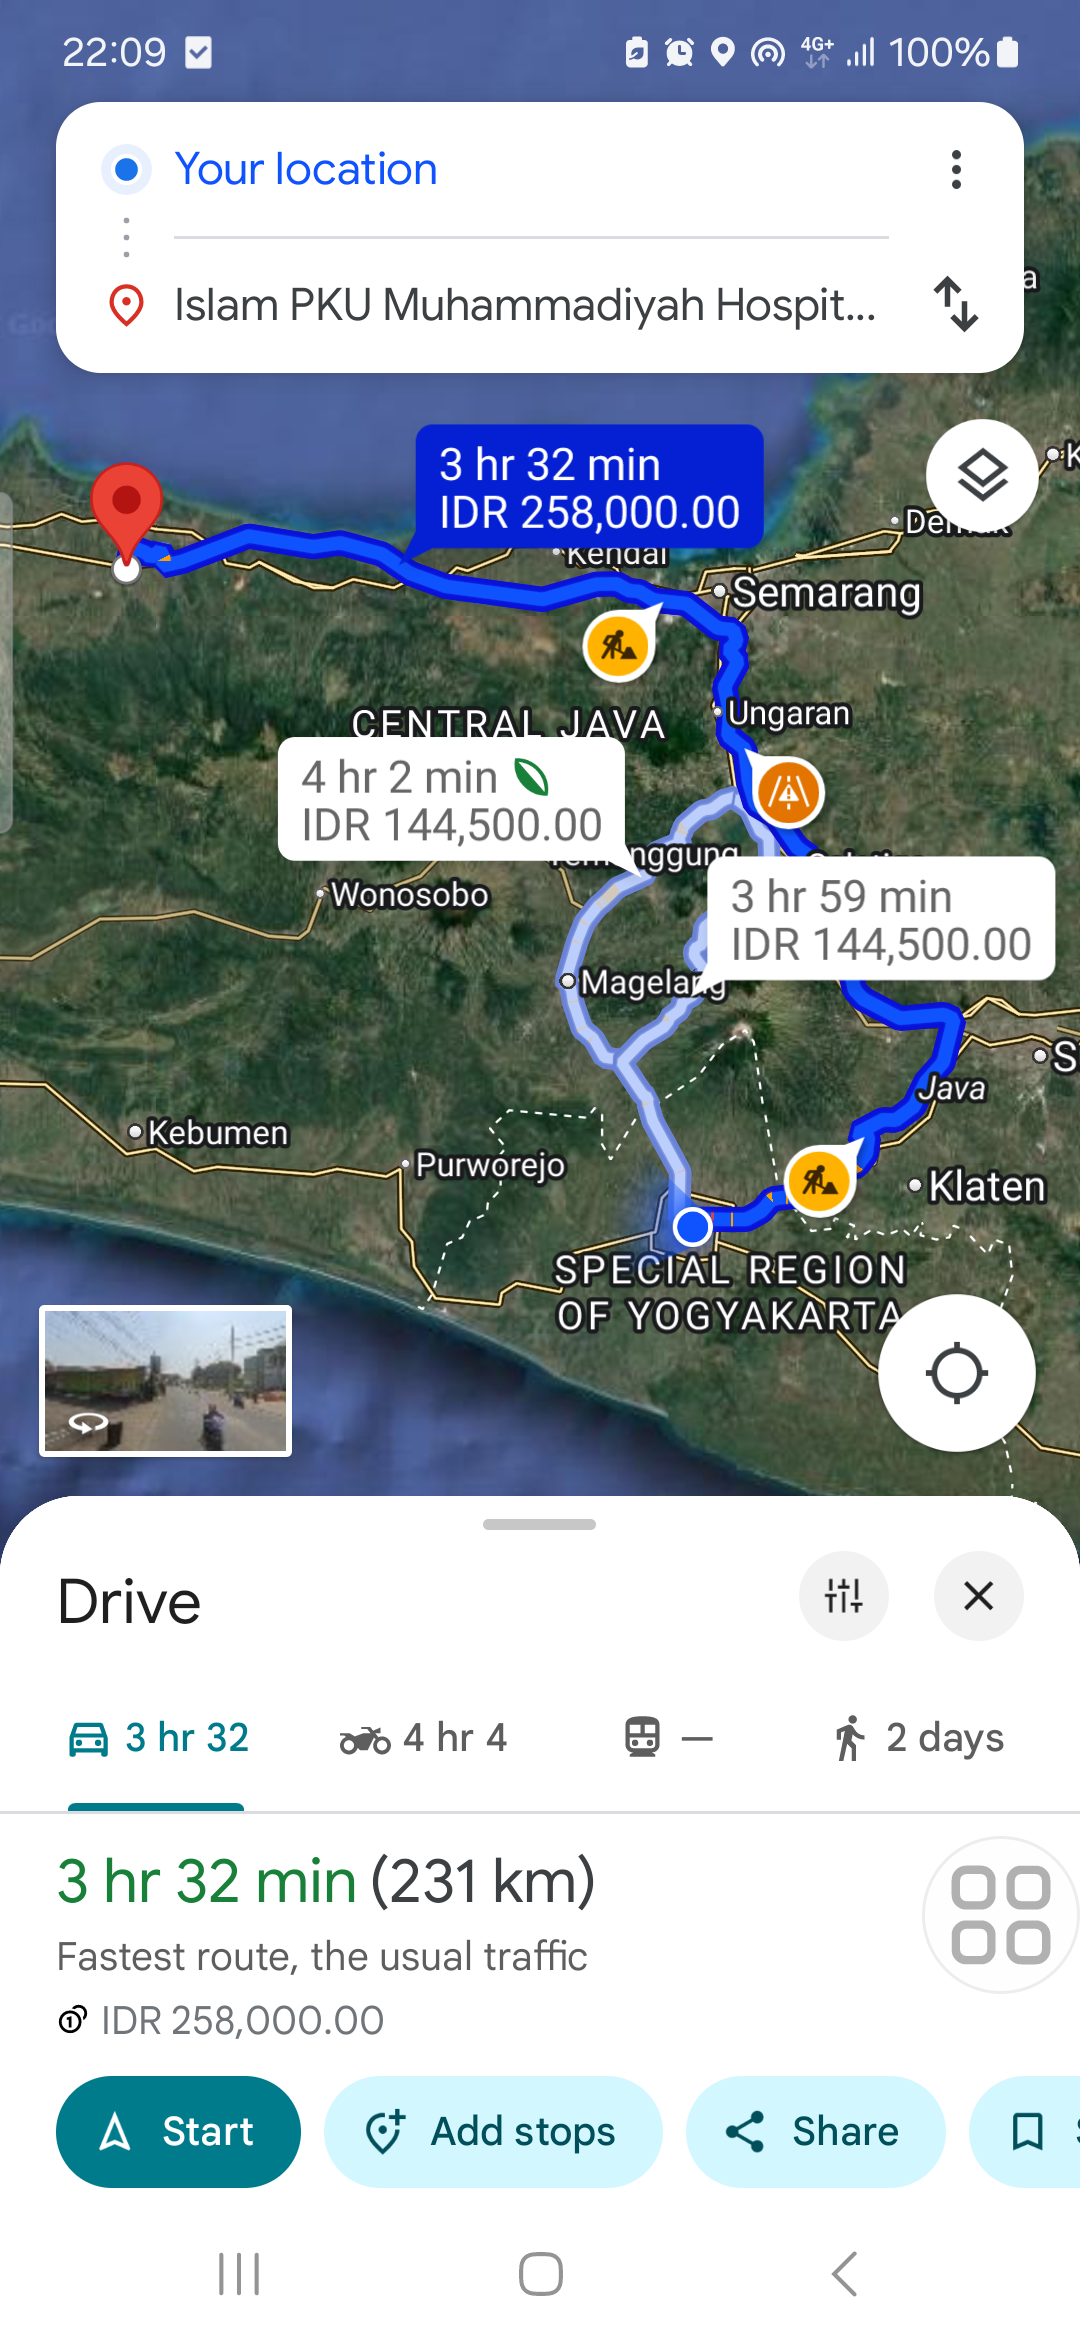 22:09
4G+
100%
Your location
Islam PKU Muhammadiyah Hospit...
3 hr 32 min
IDR 258,000.00
Kendal
Semarang
Ungaran
CENTRAL JAVA
4 hr 2 min
IDR 144,500.00
Wonosobo
3 hr 59 min
IDR 144,500.00
Magelang
Java
Kebumen
Purworejo
Klaten
SPECIAL REGION
OF YOGYAKARTA
Drive
3 hr 32
4 hr 4
—
2 days
3 hr 32 min (231 km)
Fastest route, the usual traffic
IDR 258,000.00
Start
Add stops
Share